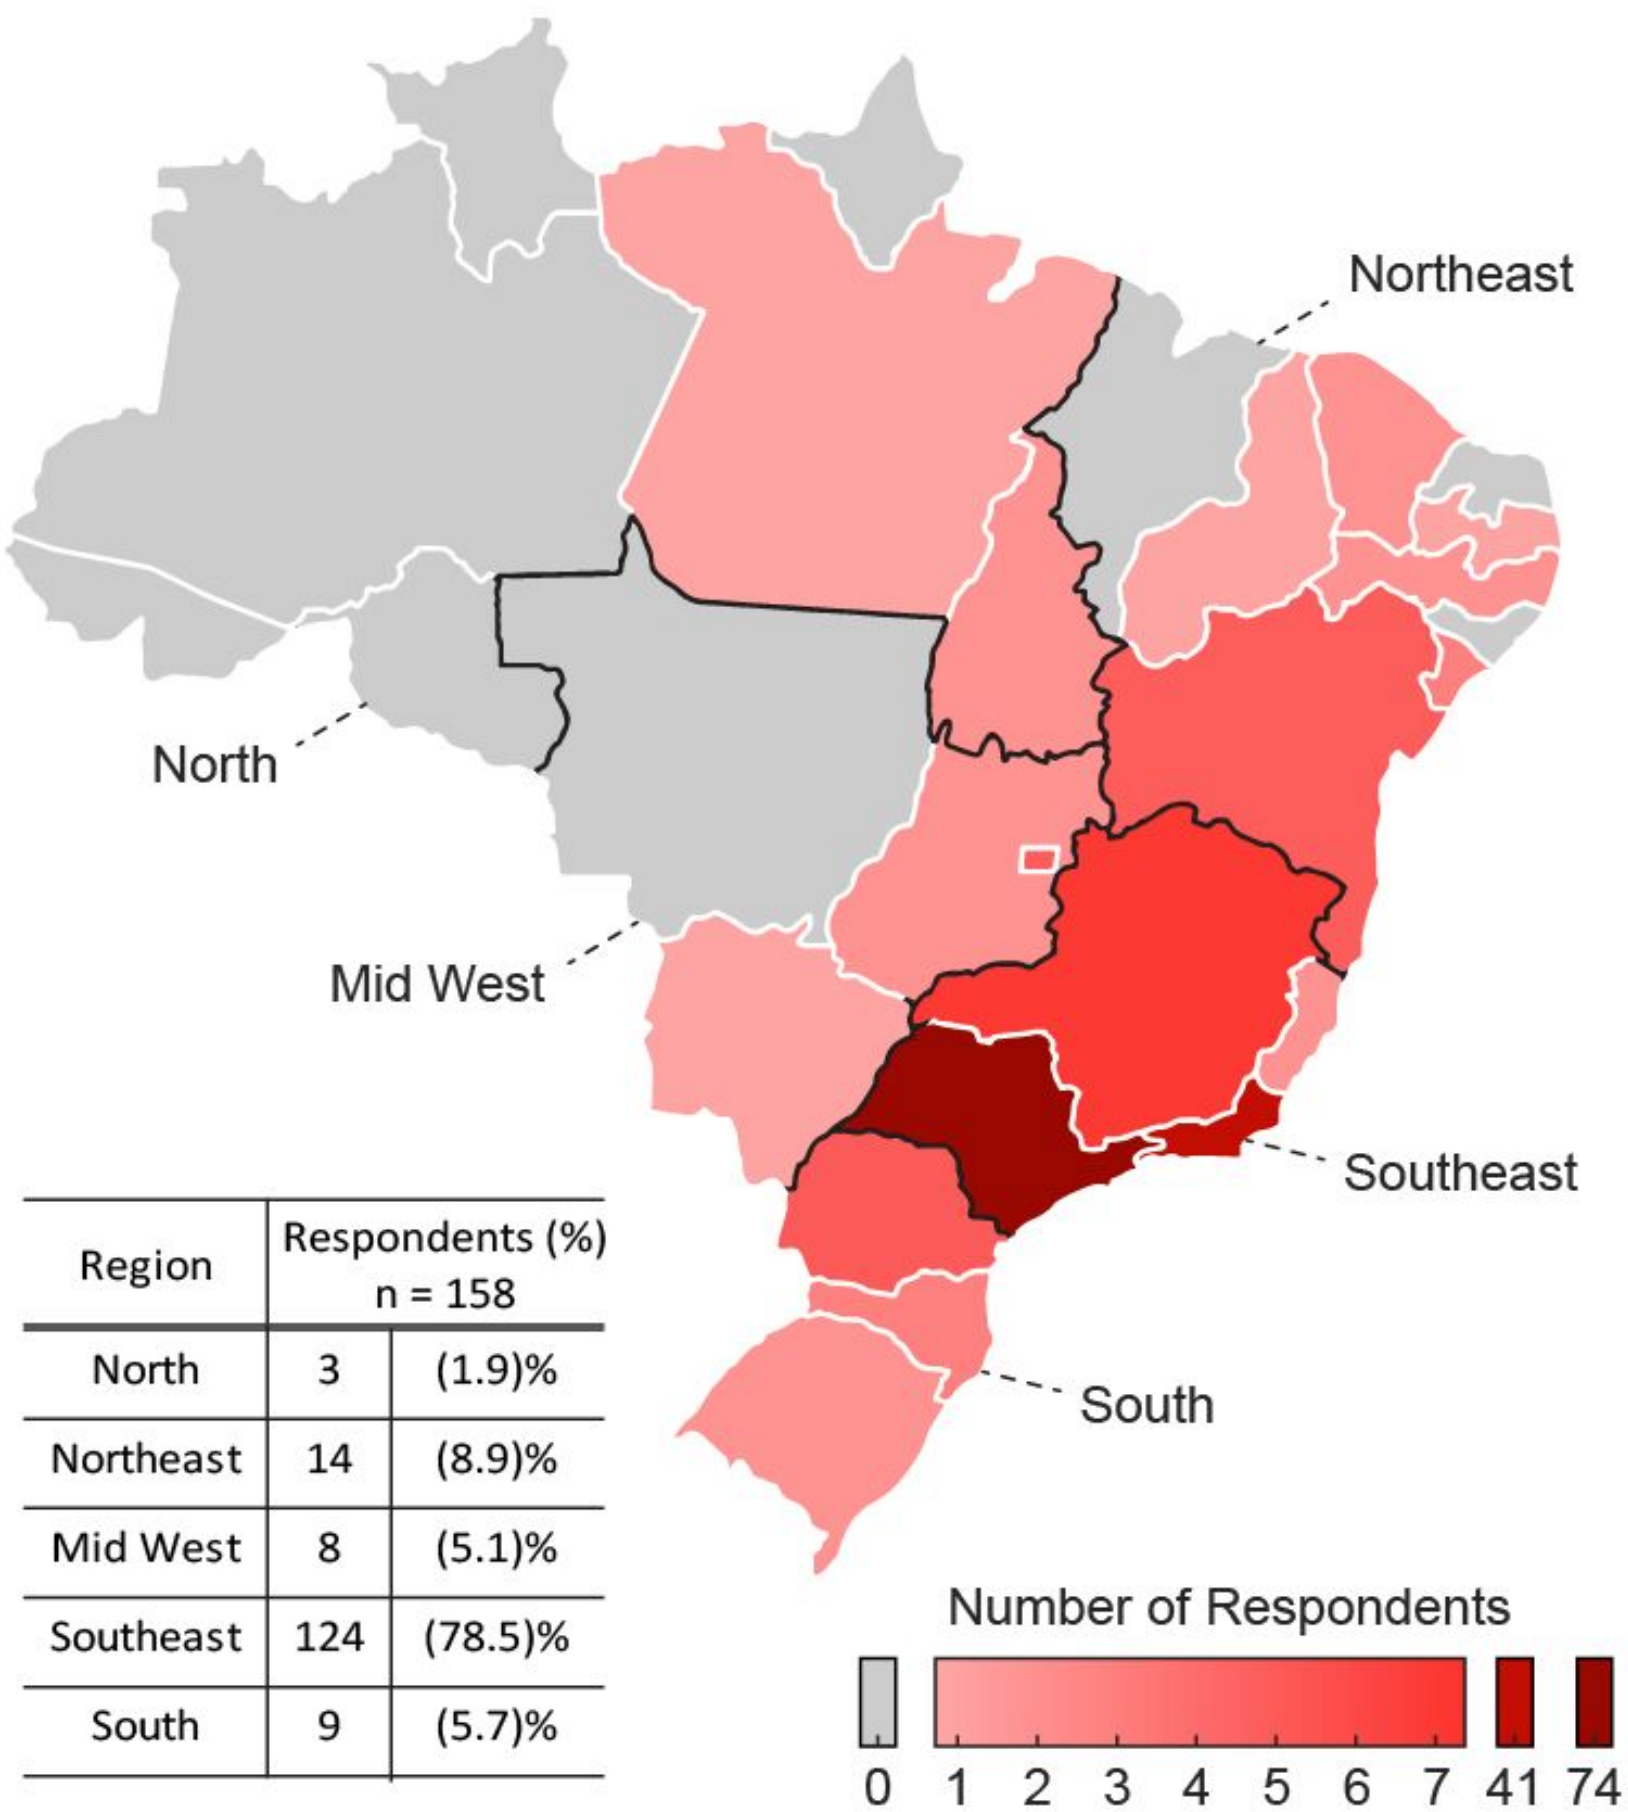 Northeast
North
Mid West
Southeast
South
Region
Respondents (%)
n = 158
North 3 (1.9)%
Northeast 14 (8.9)%
Mid West 8 (5.1)%
Southeast 124 (78.5)%
South 9 (5.7)%
Number of Respondents
0 1 2 3 4 5 6 7 41 74